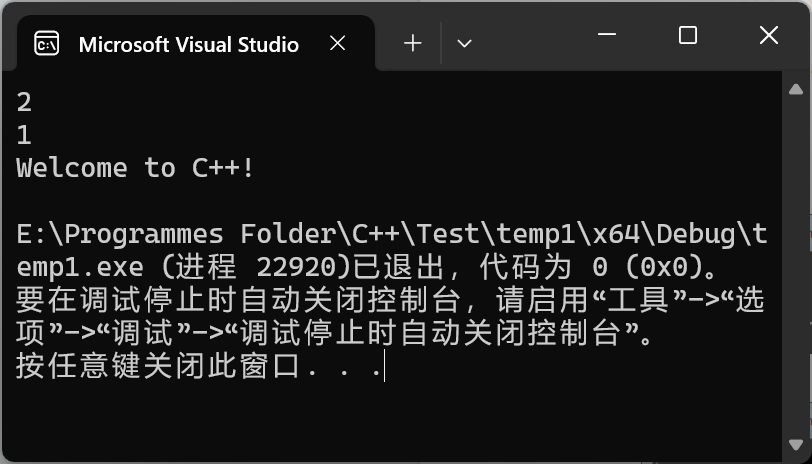 Microsoft Visual Studio
2
1
Welcome to C++!
E:\Programmes Folder\C++\Test\temp1\x64\Debug\t
emp1.exe (进程 22920)已退出，代码为 0 (0x0)。
要在调试停止时自动关闭控制台，请启用“工具”->“选
项”->“调试”->“调试停止时自动关闭控制台”。
按任意键关闭此窗口. . .